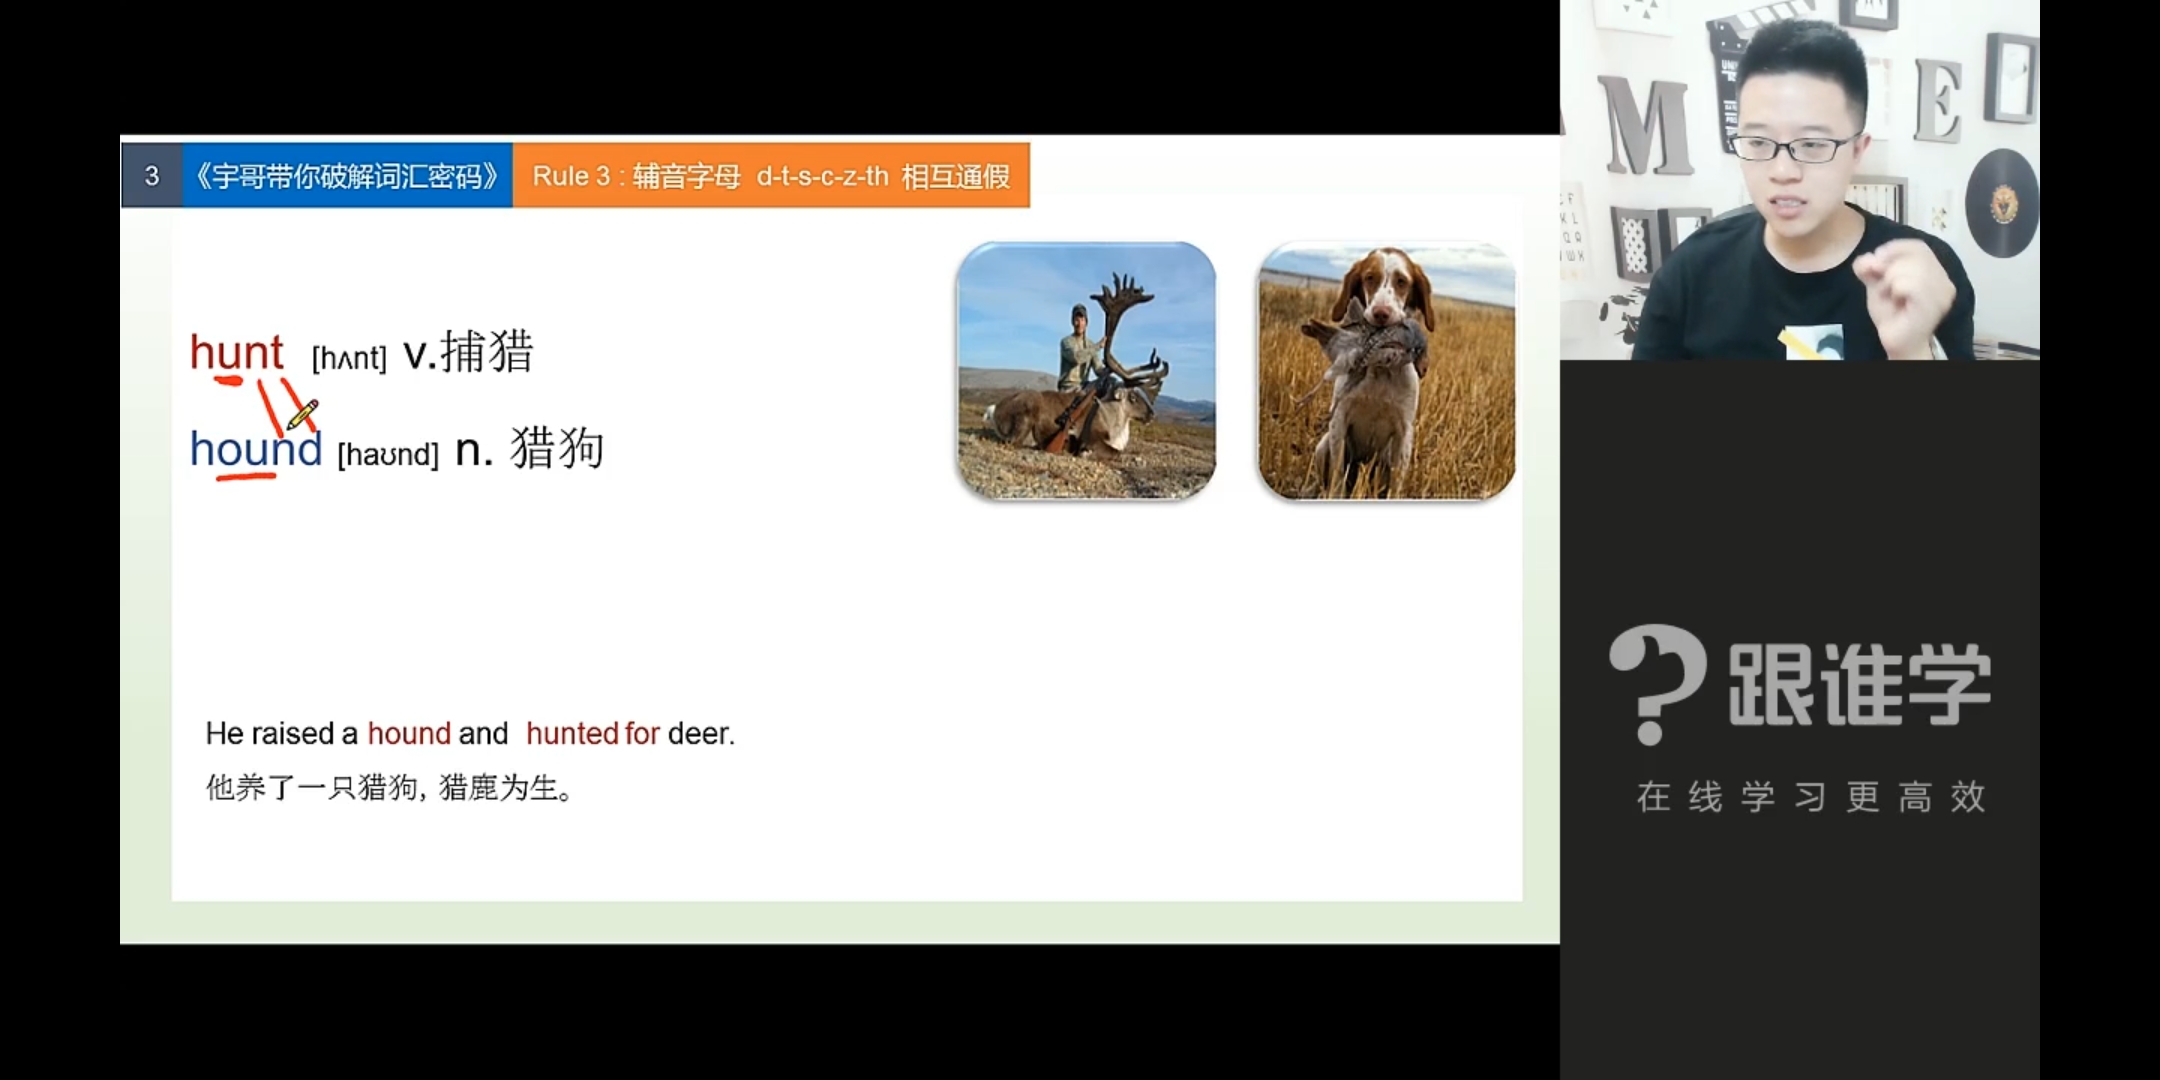 3 《宇哥带你破解词汇密码》 Rule 3 : 辅音字母 d-t-s-c-z-th 相互通假
hunt [hʌnt] v.捕猎
hound [haʊnd] n. 猎狗
He raised a hound and hunted for deer.
他养了一只猎狗, 猎鹿为生。
M E
跟谁学
在线学习更高效